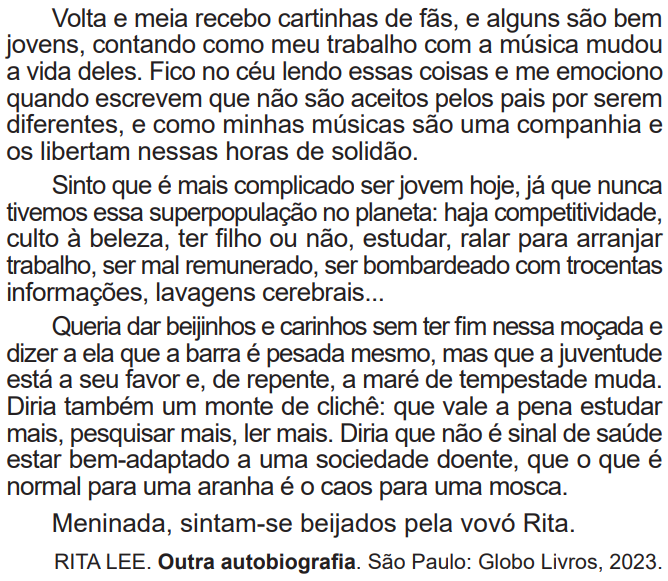 Volta e meia recebo cartinhas de fãs, e alguns são bem
jovens, contando como meu trabalho com a música mudou
a vida deles. Fico no céu lendo essas coisas e me emociono
quando escrevem que não são aceitos pelos pais por serem
diferentes, e como minhas músicas são uma companhia e
os libertam nessas horas de solidão.
Sinto que é mais complicado ser jovem hoje, já que nunca
tivemos essa superpopulação no planeta: haja competitividade,
culto à beleza, ter filho ou não, estudar, ralar para arranjar
trabalho, ser mal remunerado, ser bombardeado com trocentas
informações, lavagens cerebrais...
Queria dar beijinhos e carinhos sem ter fim nessa moçada e
dizer a ela que a barra é pesada mesmo, mas que a juventude
está a seu favor e, de repente, a maré de tempestade muda.
Diria também um monte de clichê: que vale a pena estudar
mais, pesquisar mais, ler mais. Diria que não é sinal de saúde
estar bem-adaptado a uma sociedade doente, que o que é
normal para uma aranha é o caos para uma mosca.
Meninada, sintam-se beijados pela vovó Rita.
RITA LEE. Outra autobiografia. São Paulo: Globo Livros, 2023.